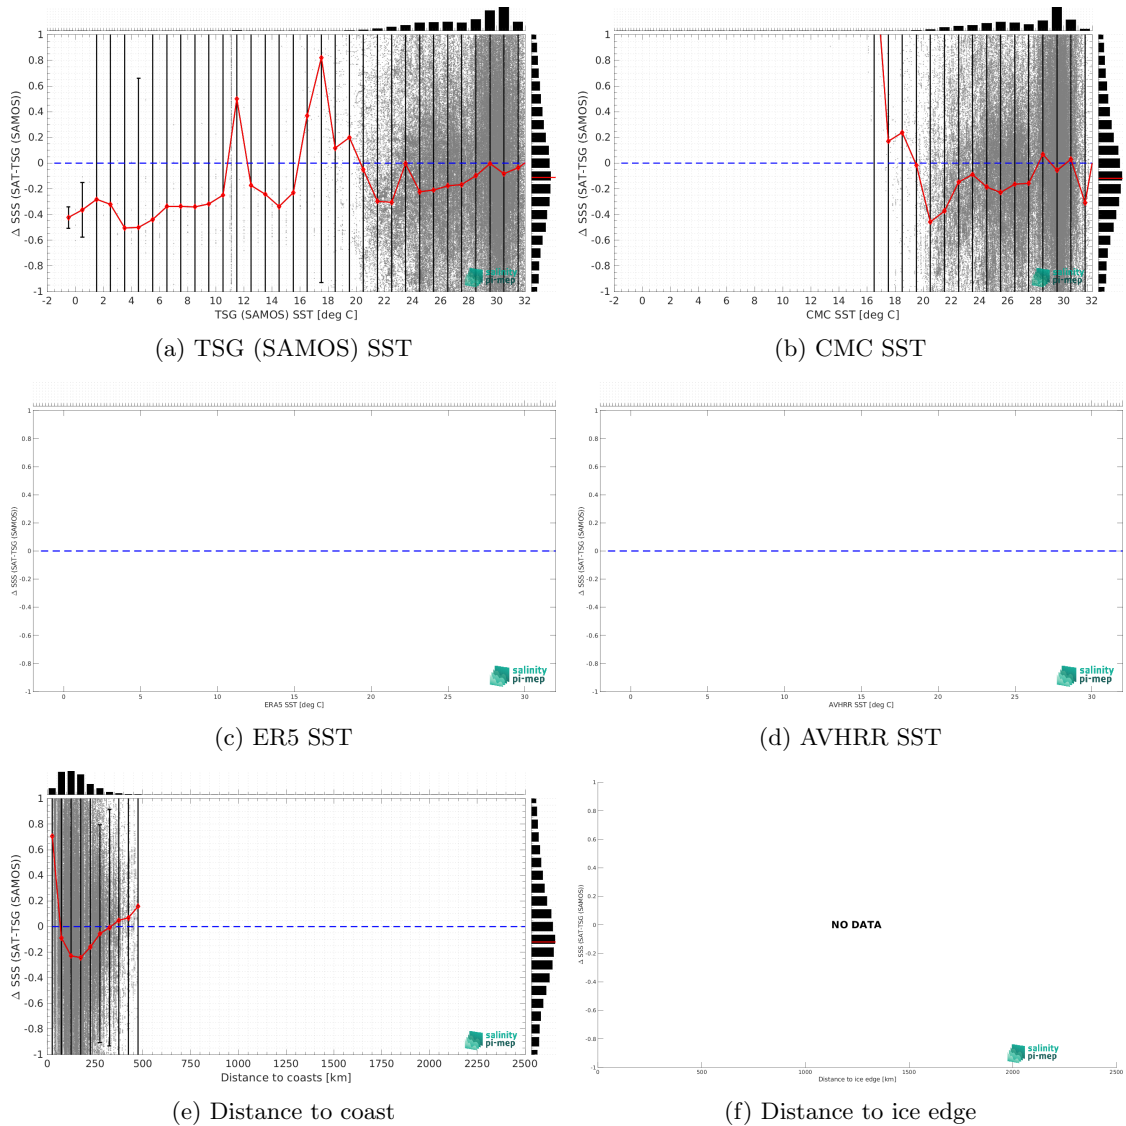 1
0.8
0.6
0.4
0.2
0
-0.2
-0.4
-0.6
-0.8
-1
Δ SSS (SAT-TSG (SAMOS))
-2 0 2 4 6 8 10 12 14 16 18 20 22 24 26 28 30 32
TSG (SAMOS) SST [deg C]
salinity
pi-mep
(a) TSG (SAMOS) SST
1
0.8
0.6
0.4
0.2
0
-0.2
-0.4
-0.6
-0.8
-1
Δ SSS (SAT-TSG (SAMOS))
-2 0 2 4 6 8 10 12 14 16 18 20 22 24 26 28 30 32
CMC SST [deg C]
salinity
pi-mep
(b) CMC SST
1
0.8
0.6
0.4
0.2
0
-0.2
-0.4
-0.6
-0.8
-1
Δ SSS (SAT-TSG (SAMOS))
0 5 10 15 20 25 30
ERA5 SST [deg C]
salinity
pi-mep
(c) ER5 SST
1
0.8
0.6
0.4
0.2
0
-0.2
-0.4
-0.6
-0.8
-1
Δ SSS (SAT-TSG (SAMOS))
0 5 10 15 20 25 30
AVHRR SST [deg C]
salinity
pi-mep
(d) AVHRR SST
1
0.8
0.6
0.4
0.2
0
-0.2
-0.4
-0.6
-0.8
-1
Δ SSS (SAT-TSG (SAMOS))
0 250 500 750 1000 1250 1500 1750 2000 2250 2500
Distance to coasts [km]
salinity
pi-mep
(e) Distance to coast
1
0.8
0.6
0.4
0.2
0
-0.2
-0.4
-0.6
-0.8
-1
Δ SSS (SAT-TSG (SAMOS))
NO DATA
0 500 1000 1500 2000 2500
Distance to ice edge [km]
salinity
pi-mep
(f) Distance to ice edge